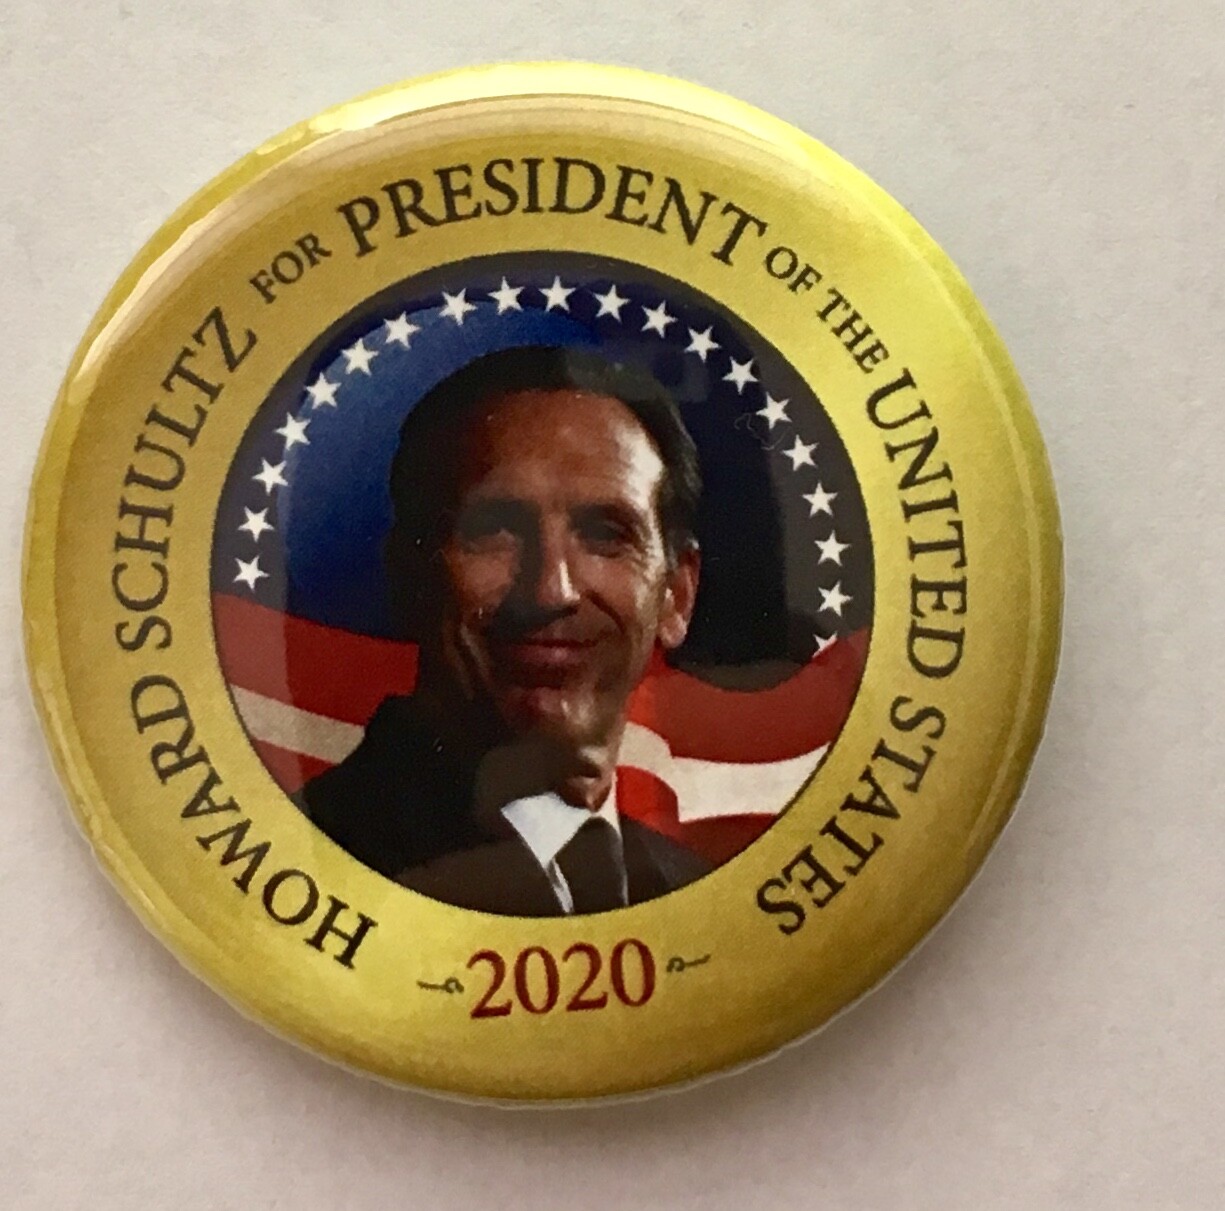 HOWARD SCHULTZ FOR PRESIDENT OF THE UNITED STATES
2020